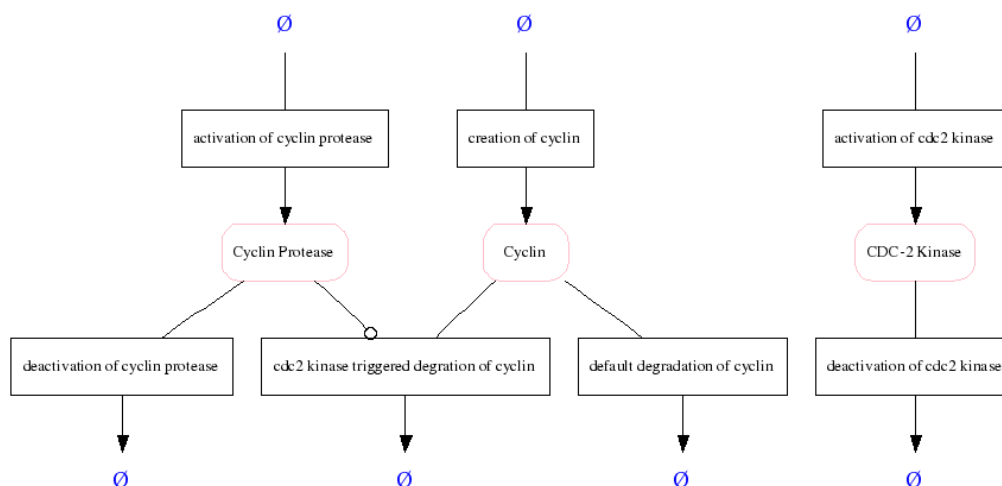 Ø Ø Ø
activation of cyclin protease creation of cyclin activation of cdc2 kinase
Cyclin Protease Cyclin CDC-2 Kinase
deactivation of cyclin protease cdc2 kinase triggered degration of cyclin default degradation of cyclin deactivation of cdc2 kinase
Ø Ø Ø Ø